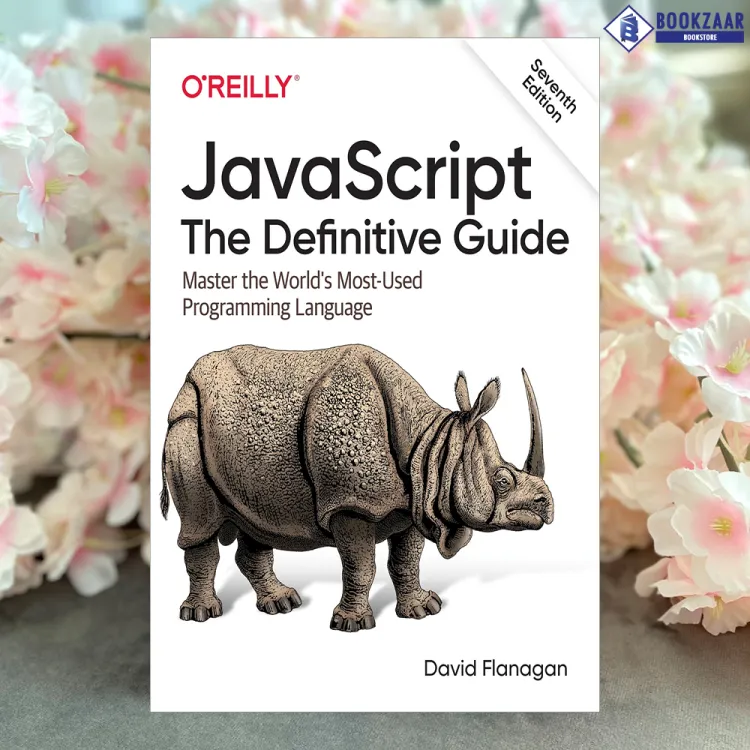 BOOKZAAR
BOOKSTORE
O'REILLY®
Seventh
Edition
JavaScript
The Definitive Guide
Master the World's Most-Used
Programming Language
David Flanagan